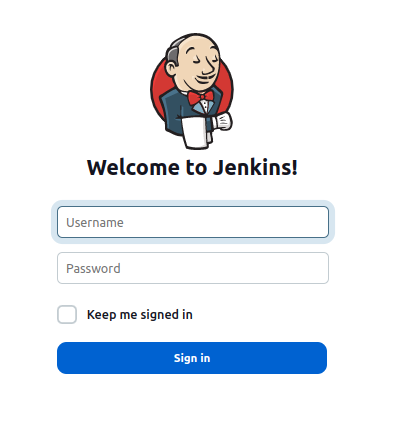 Welcome to Jenkins!
Username
Password
Keep me signed in
Sign in